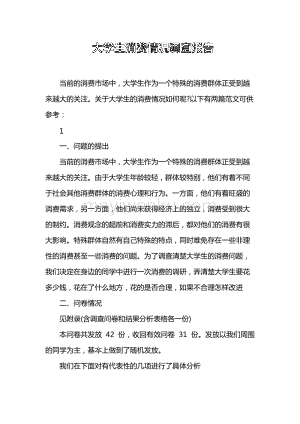 大学生消费情况调查报告
当前的消费市场中，大学生作为一个特殊的消费群体正受到越
来越大的关注。关于大学生的消费情况如何呢?以下有两篇范文可供
参考：
1
一、问题的提出
当前的消费市场中，大学生作为一个特殊的消费群体正受到越
来越大的关注。由于大学生年龄较轻，群体较特别，他们有着不同
于社会其他消费群体的消费心理和行为。一方面，他们有着旺盛的
消费需求，另一方面，他们尚未获得经济上的独立，消费受到很大
的制约。消费观念的超前和消费实力的滞后，都对他们的消费有很
大影响。特殊群体自然有自己特殊的特点，同时难免存在一些非理
性的消费甚至一些消费的问题。为了调查清楚大学生的消费问题，
我们决定在身边的同学中进行一次消费的调研，弄清楚大学生要花
多少钱，花在了什么地方，花的是否合理，如果不合理怎样改进
二、问卷情况
见附录(含调查问卷和结果分析表格各一份)
本问卷共发放 42 份，收回有效问卷 31 份。发放以我们周围
的同学为主，基本上做到了随机发放。
我们在下面对有代表性的几项进行了具体分析